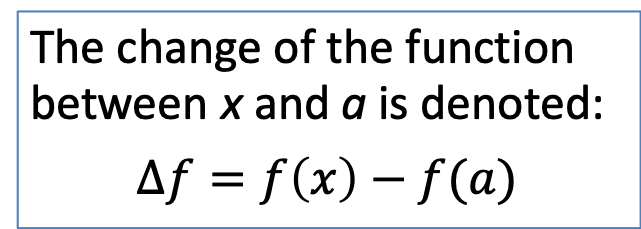 The change of the function
between x and a is denoted:
Δf = f(x) − f(a)